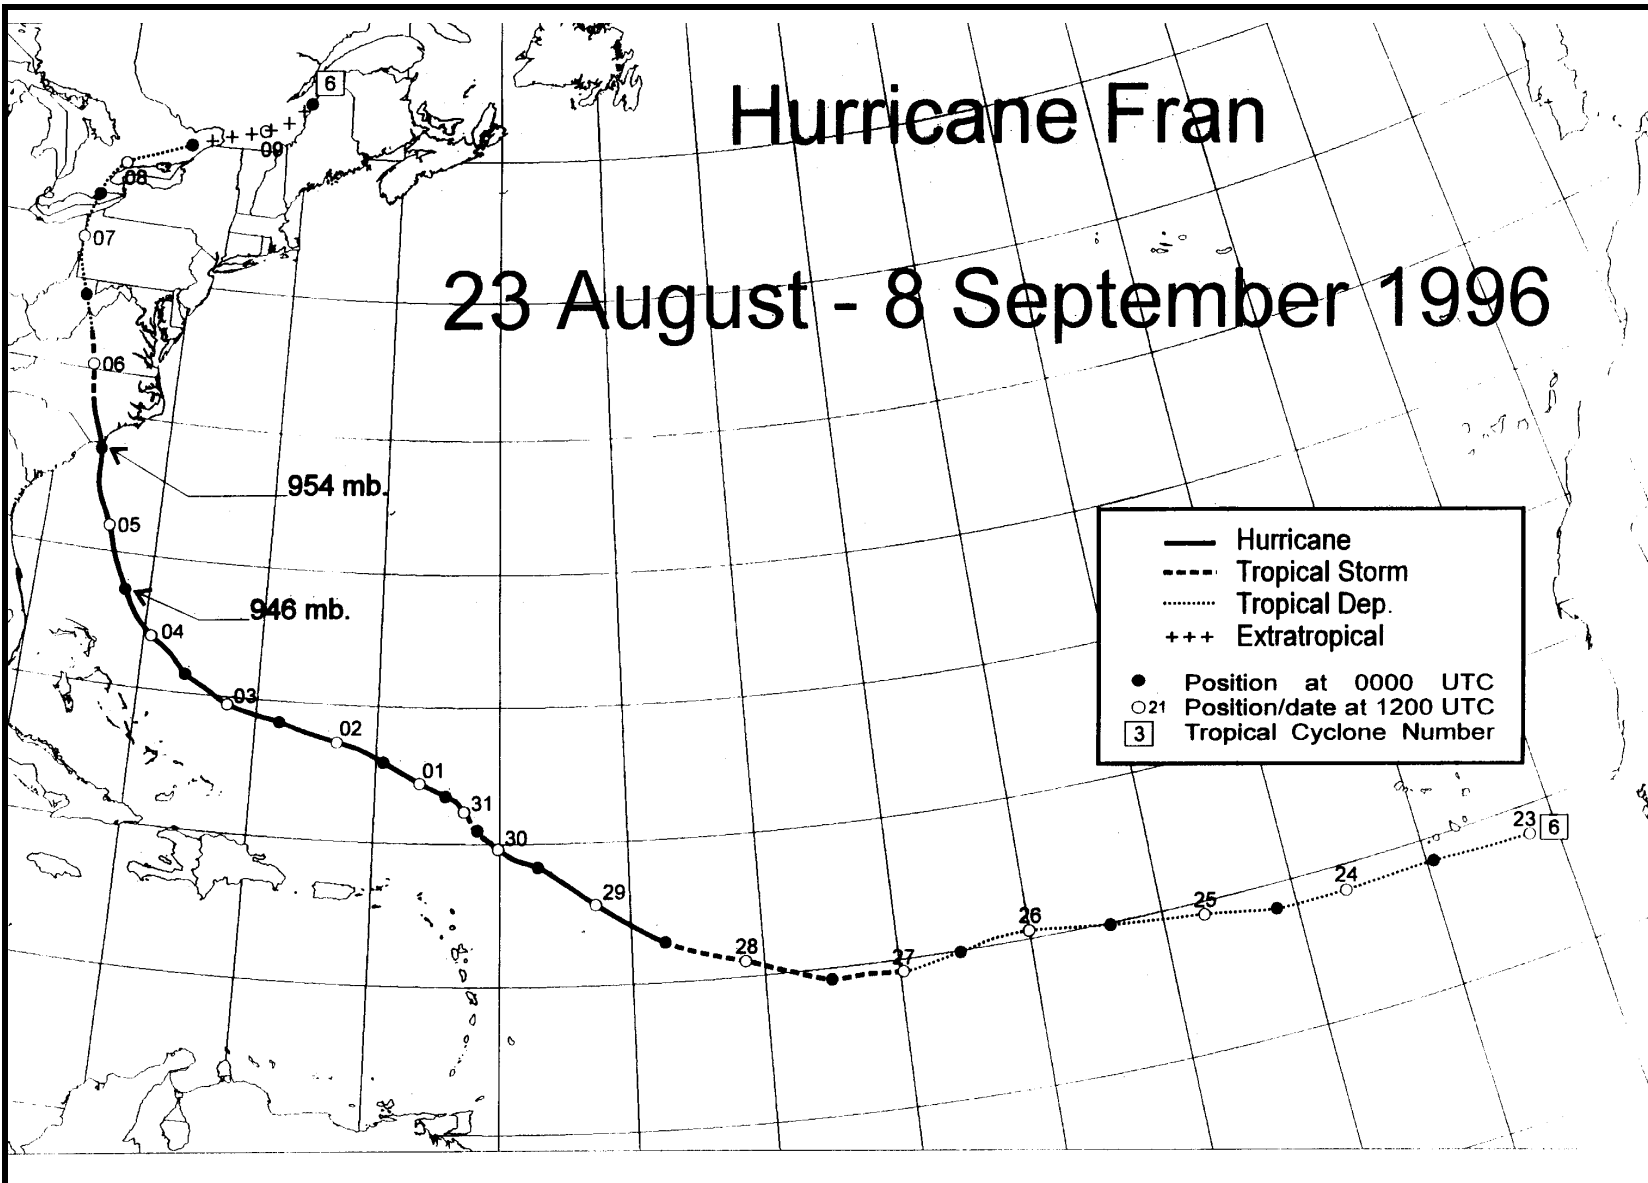 6
Hurricane Fran
09
08
07
23 August - 8 September 1996
06
954 mb.
05
Hurricane
Tropical Storm
Tropical Dep.
+++ Extratropical
946 mb.
04
Position at 0000 UTC
21 Position/date at 1200 UTC
3 Tropical Cyclone Number
03
02
01
31
30
23 6
24
29
25
26
28
27